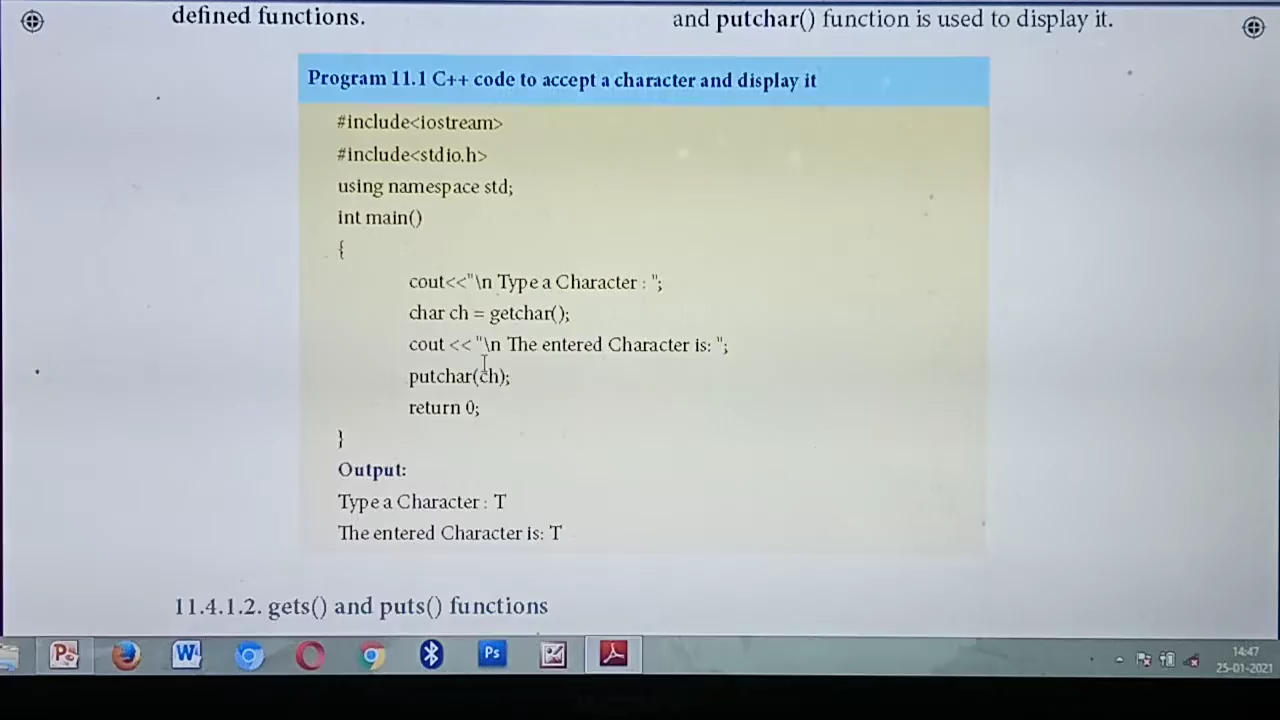 defined functions.
and putchar() function is used to display it.
Program 11.1 C++ code to accept a character and display it
#include<iostream>
#include<stdio.h>
using namespace std;
int main()
{
cout<<"\n Type a Character : ";
char ch = getchar();
cout << "\n The entered Character is: ";
putchar(ch);
return 0;
}
Output:
Type a Character : T
The entered Character is: T
11.4.1.2. gets() and puts() functions
P
W
Ps
14:47
25-01-2021